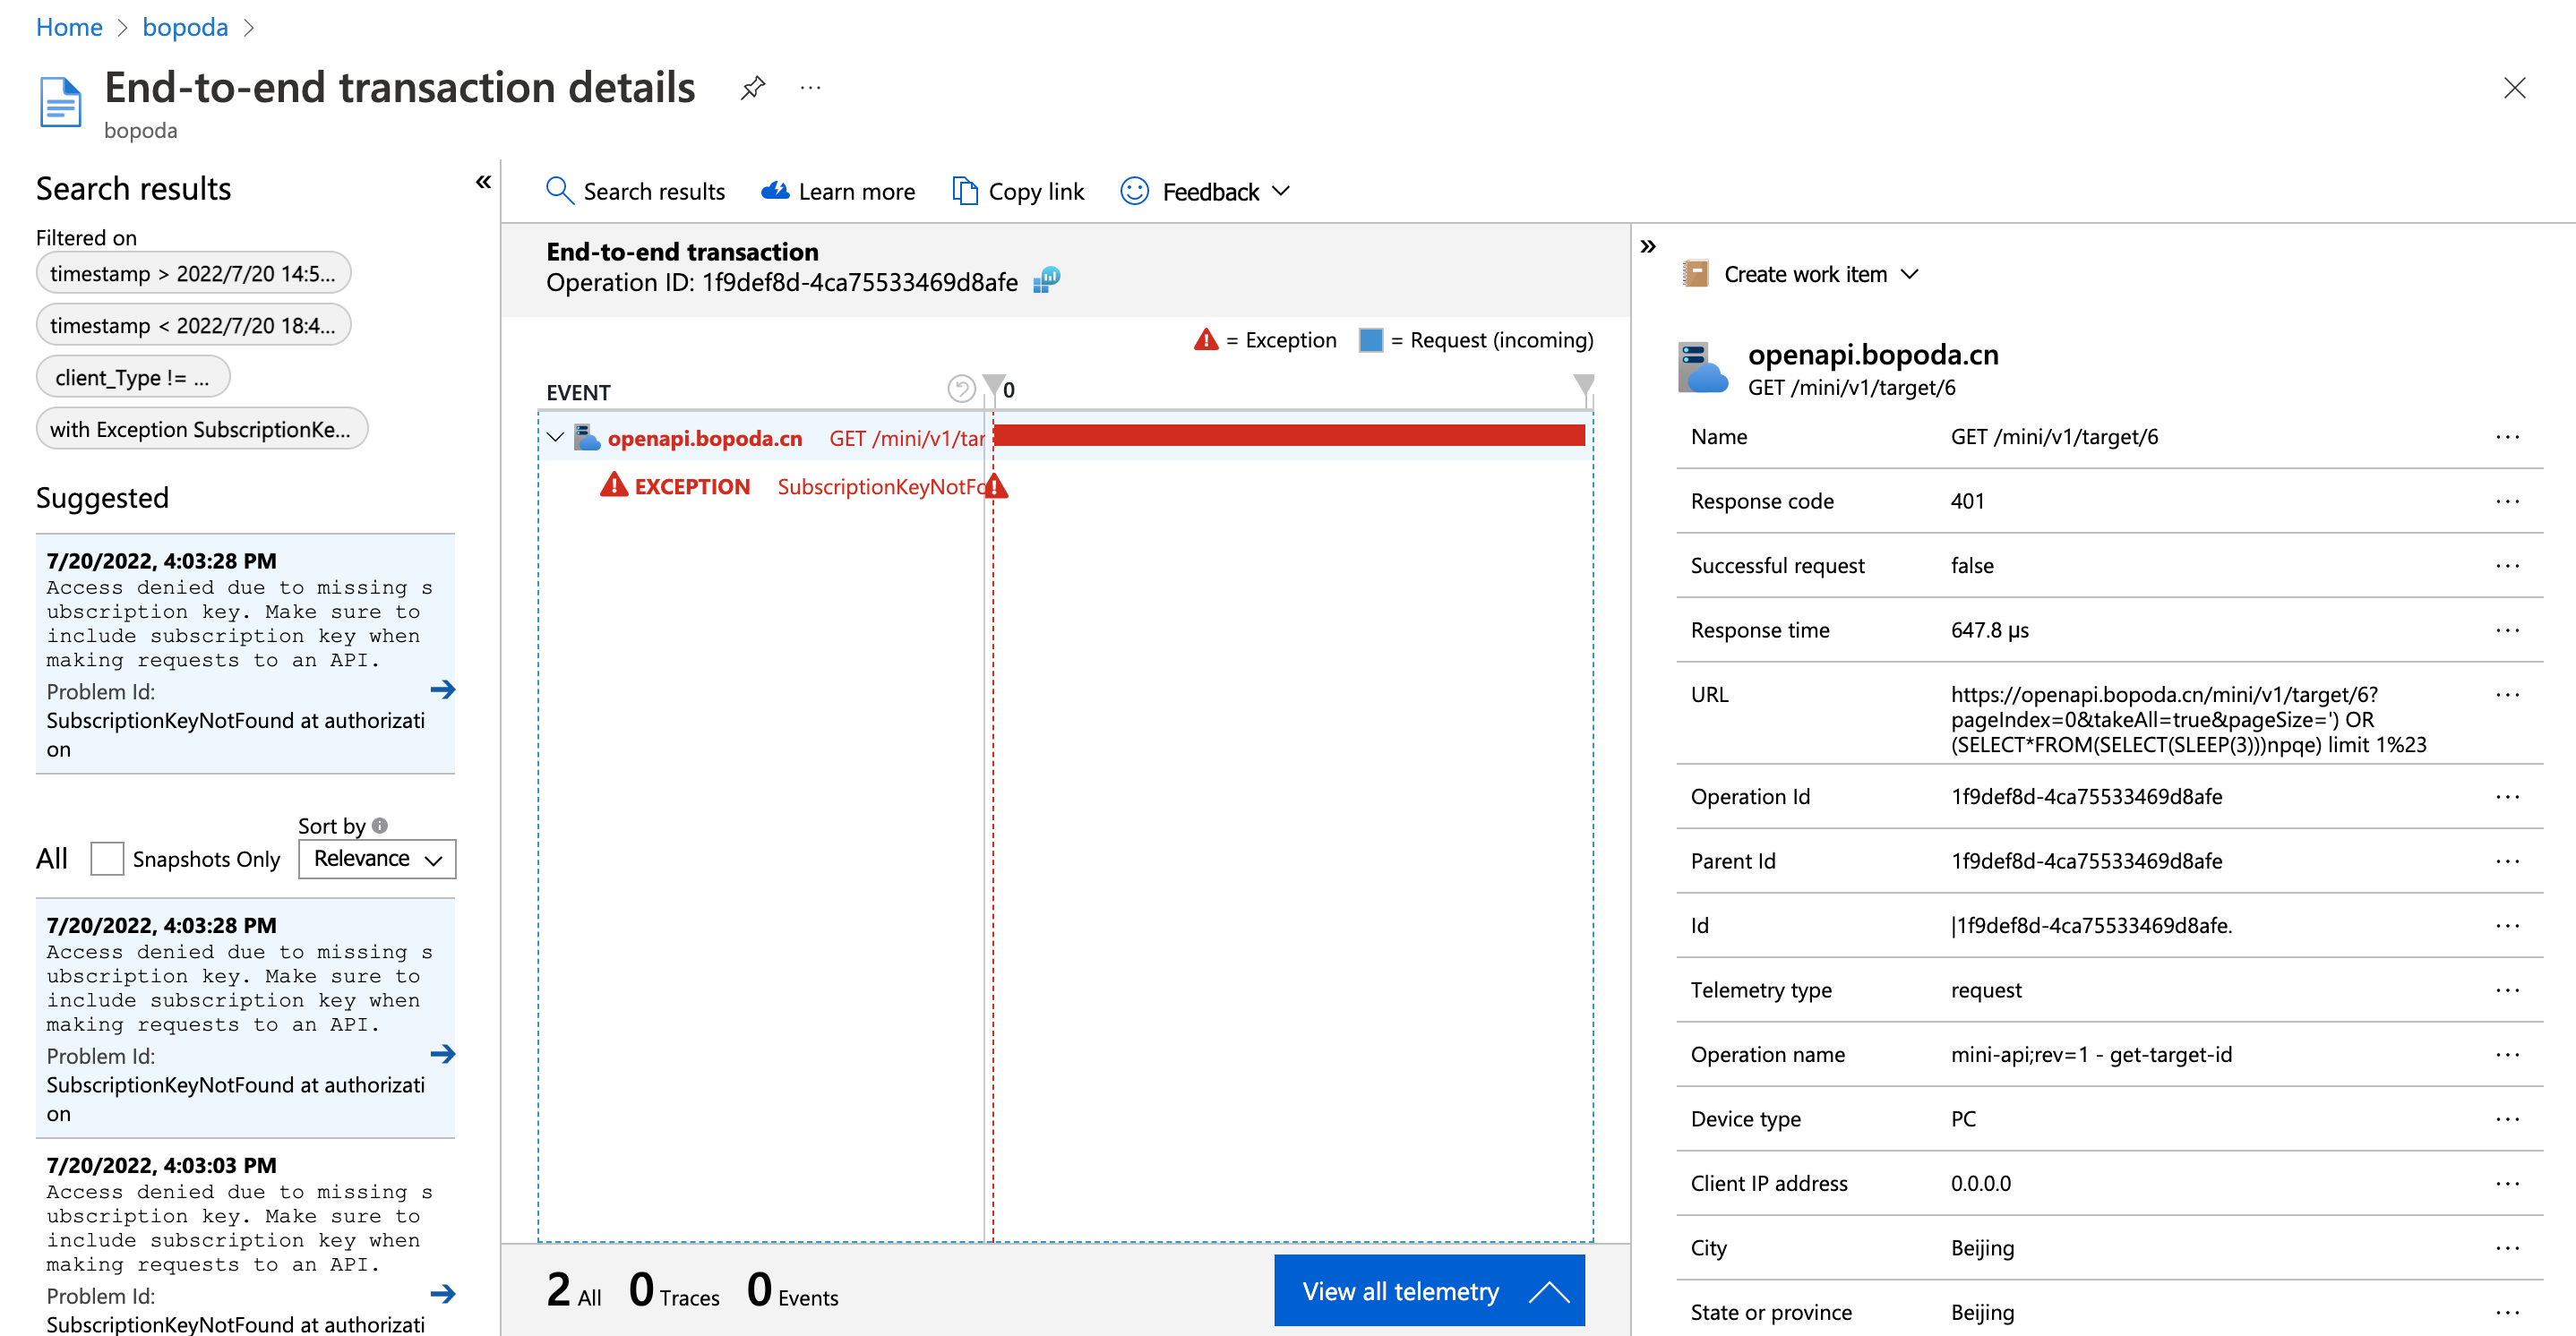 Home > bopoda >
End-to-end transaction details
bopoda
Search results
Filtered on
timestamp > 2022/7/20 14:5...
timestamp < 2022/7/20 18:4...
client_Type != ...
with Exception SubscriptionKe...
Suggested
7/20/2022, 4:03:28 PM
Access denied due to missing s
ubscription key. Make sure to
include subscription key when
making requests to an API.
Problem Id:
SubscriptionKeyNotFound at authorizati
on
Sort by
All
Snapshots Only
Relevance
7/20/2022, 4:03:28 PM
Access denied due to missing s
ubscription key. Make sure to
include subscription key when
making requests to an API.
Problem Id:
SubscriptionKeyNotFound at authorizati
on
7/20/2022, 4:03:03 PM
Access denied due to missing s
ubscription key. Make sure to
include subscription key when
making requests to an API.
Problem Id:
SubscriptionKeyNotFound at authorizati
Search results
Learn more
Copy link
Feedback
End-to-end transaction
Operation ID: 1f9def8d-4ca75533469d8afe
= Exception
= Request (incoming)
EVENT
0
openapi.bopoda.cn GET /mini/v1/tar
EXCEPTION SubscriptionKeyNotFo
2 All 0 Traces 0 Events
View all telemetry
Create work item
openapi.bopoda.cn
GET /mini/v1/target/6
Name GET /mini/v1/target/6
Response code 401
Successful request false
Response time 647.8 µs
URL https://openapi.bopoda.cn/mini/v1/target/6?
pageIndex=0&takeAll=true&pageSize=') OR
(SELECT*FROM(SELECT(SLEEP(3)))npqe) limit 1%23
Operation Id 1f9def8d-4ca75533469d8afe
Parent Id 1f9def8d-4ca75533469d8afe
Id |1f9def8d-4ca75533469d8afe.
Telemetry type request
Operation name mini-api;rev=1 - get-target-id
Device type PC
Client IP address 0.0.0.0
City Beijing
State or province Beijing